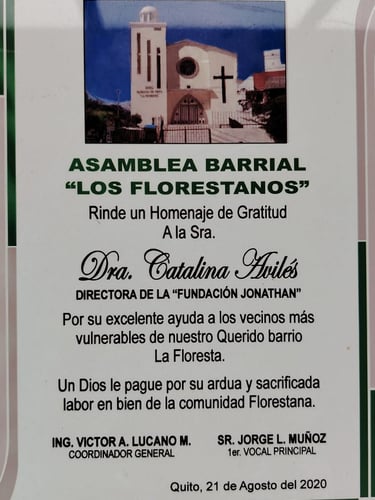 ASAMBLEA BARRIAL
“LOS FLORESTANOS”
Rinde un Homenaje de Gratitud
A la Sra.
Dra. Catalina Avilés
DIRECTORA DE LA “FUNDACIÓN JONATHAN”
Por su excelente ayuda a los vecinos más
vulnerables de nuestro Querido barrio
La Floresta.
Un Dios le pague por su ardua y sacrificada
labor en bien de la comunidad Florestana.
ING. VICTOR A. LUCANO M.
COORDINADOR GENERAL
SR. JORGE L. MUÑOZ
1er. VOCAL PRINCIPAL
Quito, 21 de Agosto del 2020